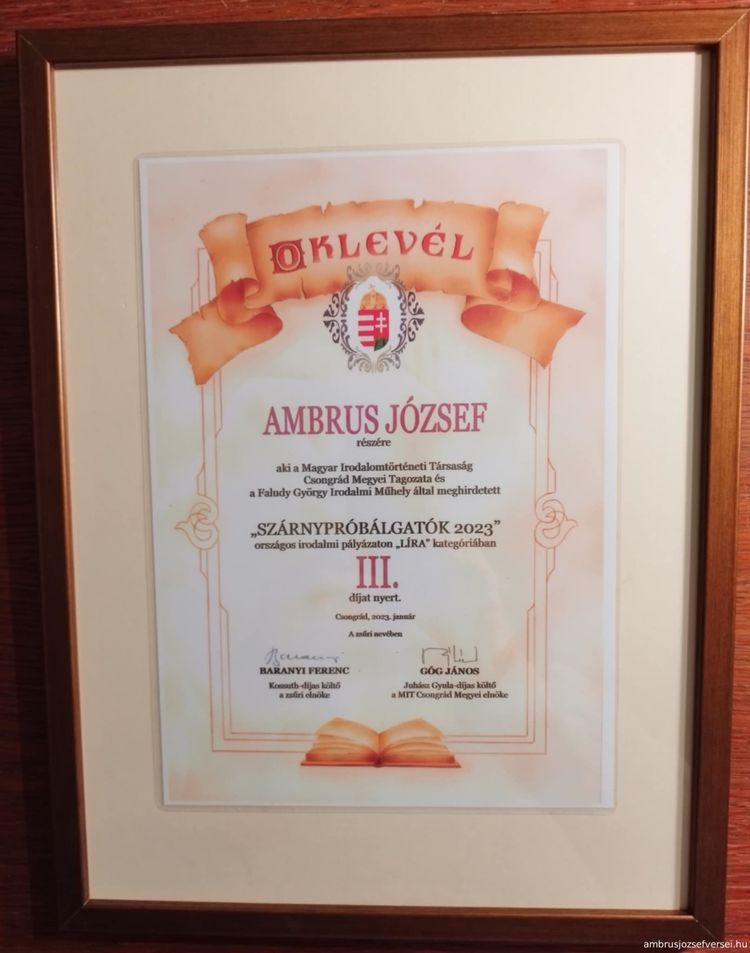 OKLEVÉL
AMBRUS JÓZSEF
részére
aki a Magyar Irodalomtörténeti Társaság
Csongrád Megyei Tagozata és
a Faludy György Irodalmi Műhely által meghirdetett
„SZÁRNYPRÓBÁLGATÓK 2023”
országos irodalmi pályázaton „LÍRA” kategóriában
III.
díjat nyert.
Csongrád, 2023. január
A zsűri nevében
BARANYI FERENC
Kossuth-díjas költő
a zsűri elnöke
GÓG JÁNOS
Juhász Gyula-díjas költő
a MIT Csongrád Megyei elnöke
ambrusjozsefversei.hu